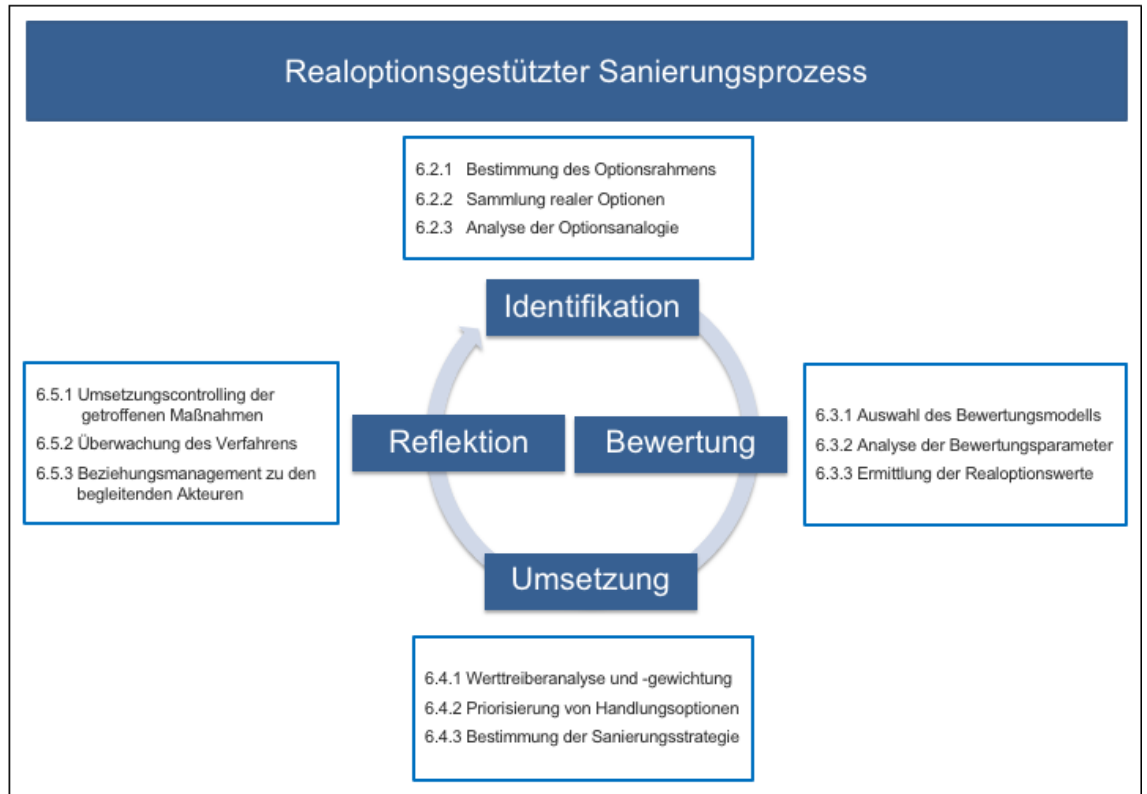 Realoptionsgestützter Sanierungsprozess
6.2.1 Bestimmung des Optionsrahmens
6.2.2 Sammlung realer Optionen
6.2.3 Analyse der Optionsanalogie
Identifikation
6.5.1 Umsetzungscontrolling der
getroffenen Maßnahmen
6.5.2 Überwachung des Verfahrens
6.5.3 Beziehungsmanagement zu den
begleitenden Akteuren
Reflektion
Bewertung
6.3.1 Auswahl des Bewertungsmodells
6.3.2 Analyse der Bewertungsparameter
6.3.3 Ermittlung der Realoptionswerte
Umsetzung
6.4.1 Werttreiberanalyse und -gewichtung
6.4.2 Priorisierung von Handlungsoptionen
6.4.3 Bestimmung der Sanierungsstrategie